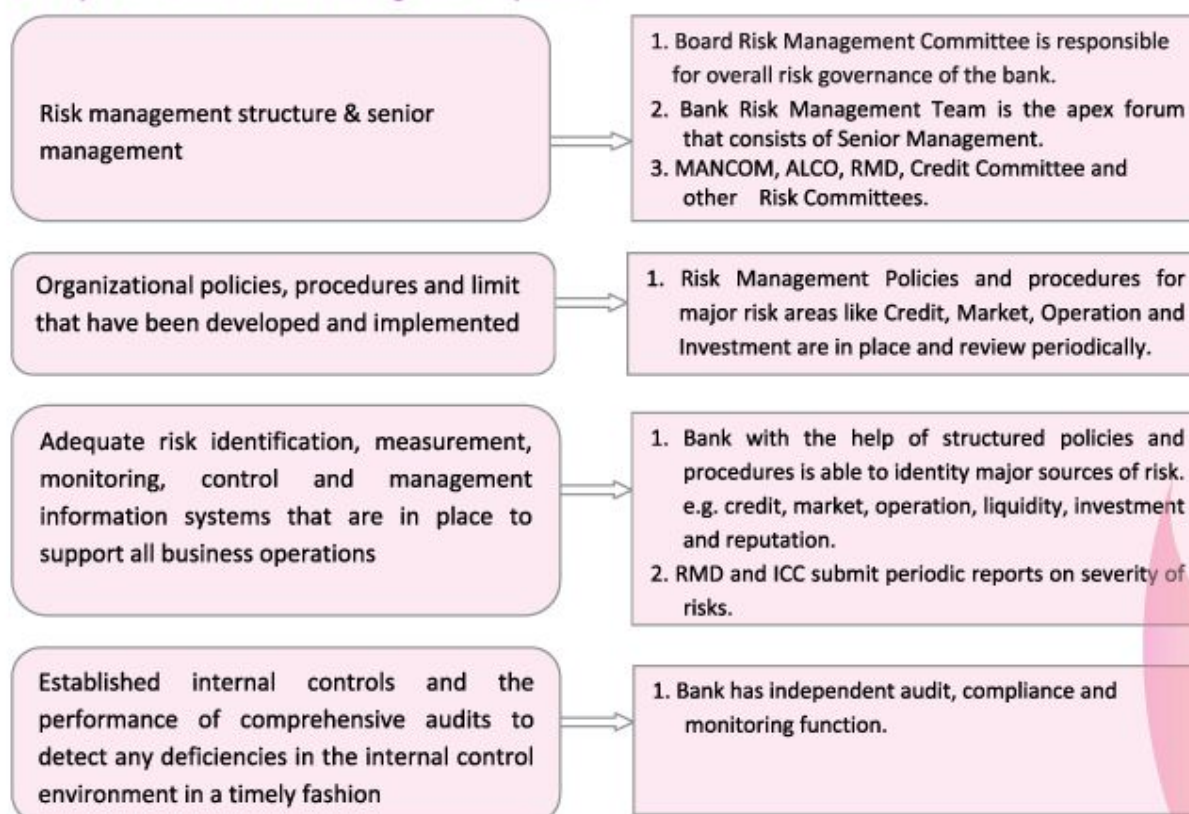 Risk management structure & senior
management
1. Board Risk Management Committee is responsible
for overall risk governance of the bank.
2. Bank Risk Management Team is the apex forum
that consists of Senior Management.
3. MANCOM, ALCO, RMD, Credit Committee and
other Risk Committees.
Organizational policies, procedures and limit
that have been developed and implemented
1. Risk Management Policies and procedures for
major risk areas like Credit, Market, Operation and
Investment are in place and review periodically.
Adequate risk identification, measurement,
monitoring, control and management
information systems that are in place to
support all business operations
1. Bank with the help of structured policies and
procedures is able to identity major sources of risk.
e.g. credit, market, operation, liquidity, investment
and reputation.
2. RMD and ICC submit periodic reports on severity of
risks.
Established internal controls and the
performance of comprehensive audits to
detect any deficiencies in the internal control
environment in a timely fashion
1. Bank has independent audit, compliance and
monitoring function.